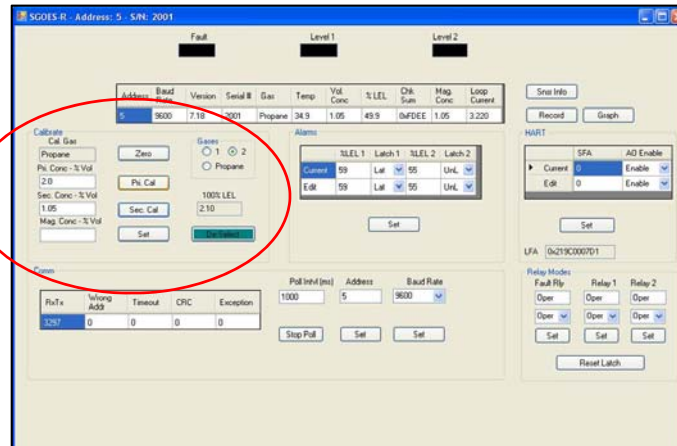 SGOES-R - Address: 5 - S/N: 2001
Fault Level 1 Level 2
Address Baud Rate Version Serial # Gas Temp Vol. Conc % LEL Chk Sum Mag. Conc Loop Current
5 9600 7.18 2001 Propane 34.9 1.05 49.9 0xFDEE 1.05 3.220
Snsr Info
Record Graph
Calibrate
Cal. Gas
Propane
Zero
Pri. Conc - % Vol
2.0
Pri. Cal
Sec. Conc - % Vol
1.05
Sec. Cal
Mag. Conc - % Vol
Set
Gases
1 2
Propane
100% LEL
2.10
De-Select
Alarms
%LEL 1 Latch 1 %LEL 2 Latch 2
Current 59 Lat 55 UnL
Edit 59 Lat 55 UnL
Set
HART
SFA AO Enable
Current 0 Enable
Edit 0 Enable
Set
LFA 0x219C0007D1
Comm
RxTx Wrong Addr Timeout CRC Exception
3297 0 0 0 0
Poll Intvl (ms) Address Baud Rate
1000 5 9600
Stop Poll Set Set
Relay Modes
Fault Rly Relay 1 Relay 2
Oper Oper Oper
Oper Oper Oper
Set Set Set
Reset Latch